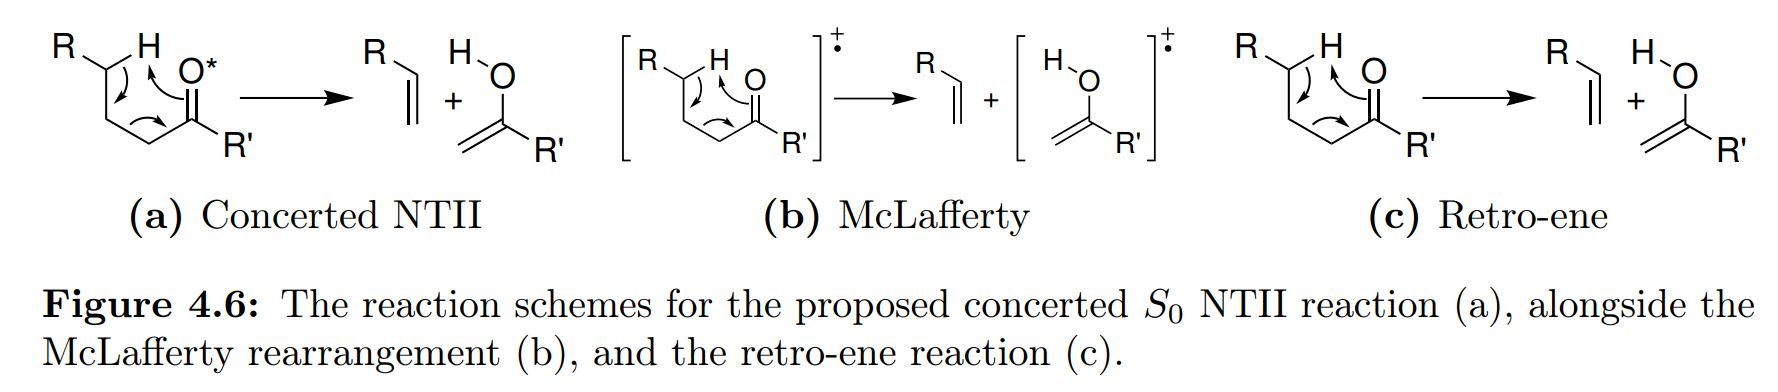 R H O* R' R + H O R'
[ R H O R' ] +• R + [ H O R' ] +•
R H O R' R + H O R'
(a) Concerted NTII
(b) McLafferty
(c) Retro-ene
Figure 4.6: The reaction schemes for the proposed concerted S₀ NTII reaction (a), alongside the
McLafferty rearrangement (b), and the retro-ene reaction (c).